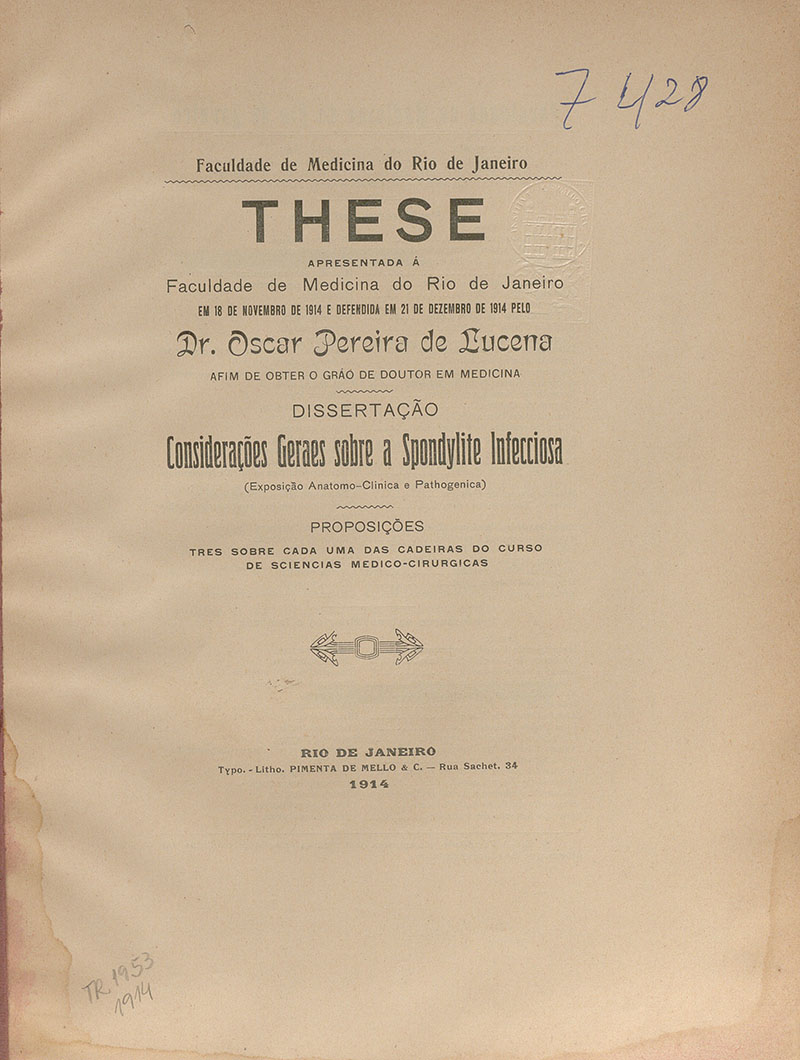 7428
Faculdade de Medicina do Rio de Janeiro
THESE
APRESENTADA Á
Faculdade de Medicina do Rio de Janeiro
EM 18 DE NOVEMBRO DE 1914 E DEFENDIDA EM 21 DE DEZEMBRO DE 1914 PELO
Dr. Oscar Pereira de Lucena
AFIM DE OBTER O GRÁO DE DOUTOR EM MEDICINA
DISSERTAÇÃO
Considerações Geraes sobre a Spondylite Infecciosa
(Exposição Anatomo-Clinica e Pathogenica)
PROPOSIÇÕES
TRES SOBRE CADA UMA DAS CADEIRAS DO CURSO
DE SCIENCIAS MEDICO-CIRURGICAS
RIO DE JANEIRO
Typo. - Litho. PIMENTA DE MELLO & C. — Rua Sachet, 34
1914
TR 1953
1914